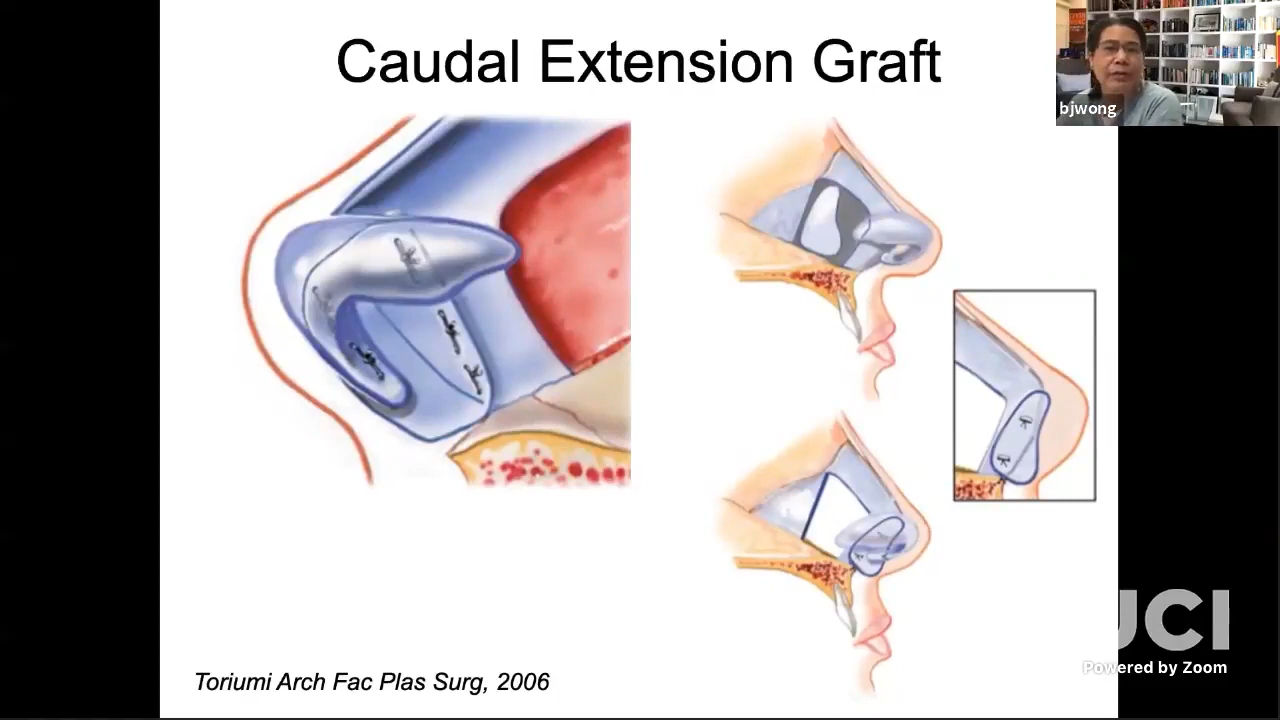 Caudal Extension Graft
bjwong
Toriumi Arch Fac Plas Surg, 2006
UCI
Powered by Zoom